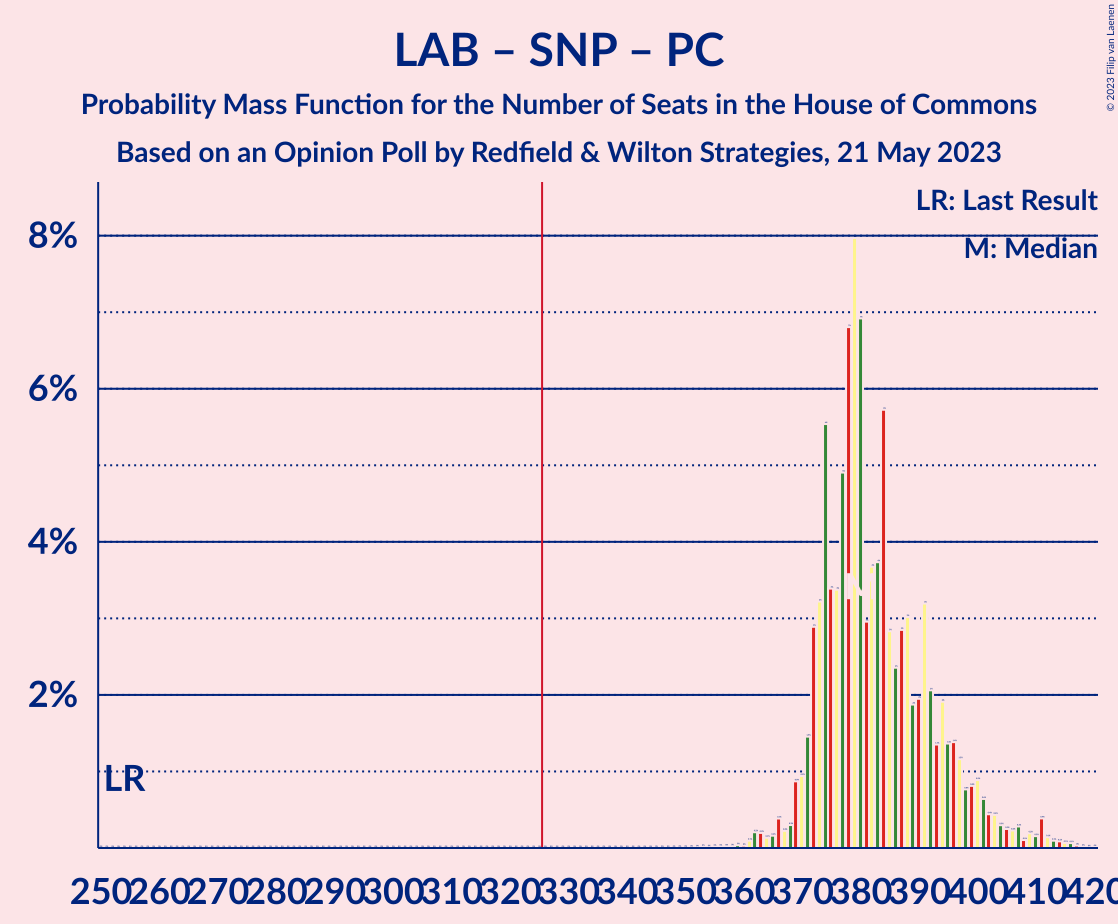 © 2023 Filip van Laenen
LAB – SNP – PC
Probability Mass Function for the Number of Seats in the House of Commons
Based on an Opinion Poll by Redfield & Wilton Strategies, 21 May 2023
LR: Last Result
M: Median
8%
6%
4%
2%
LR
250 260 270 280 290 300 310 320 330 340 350 360 370 380 390 400 410 420